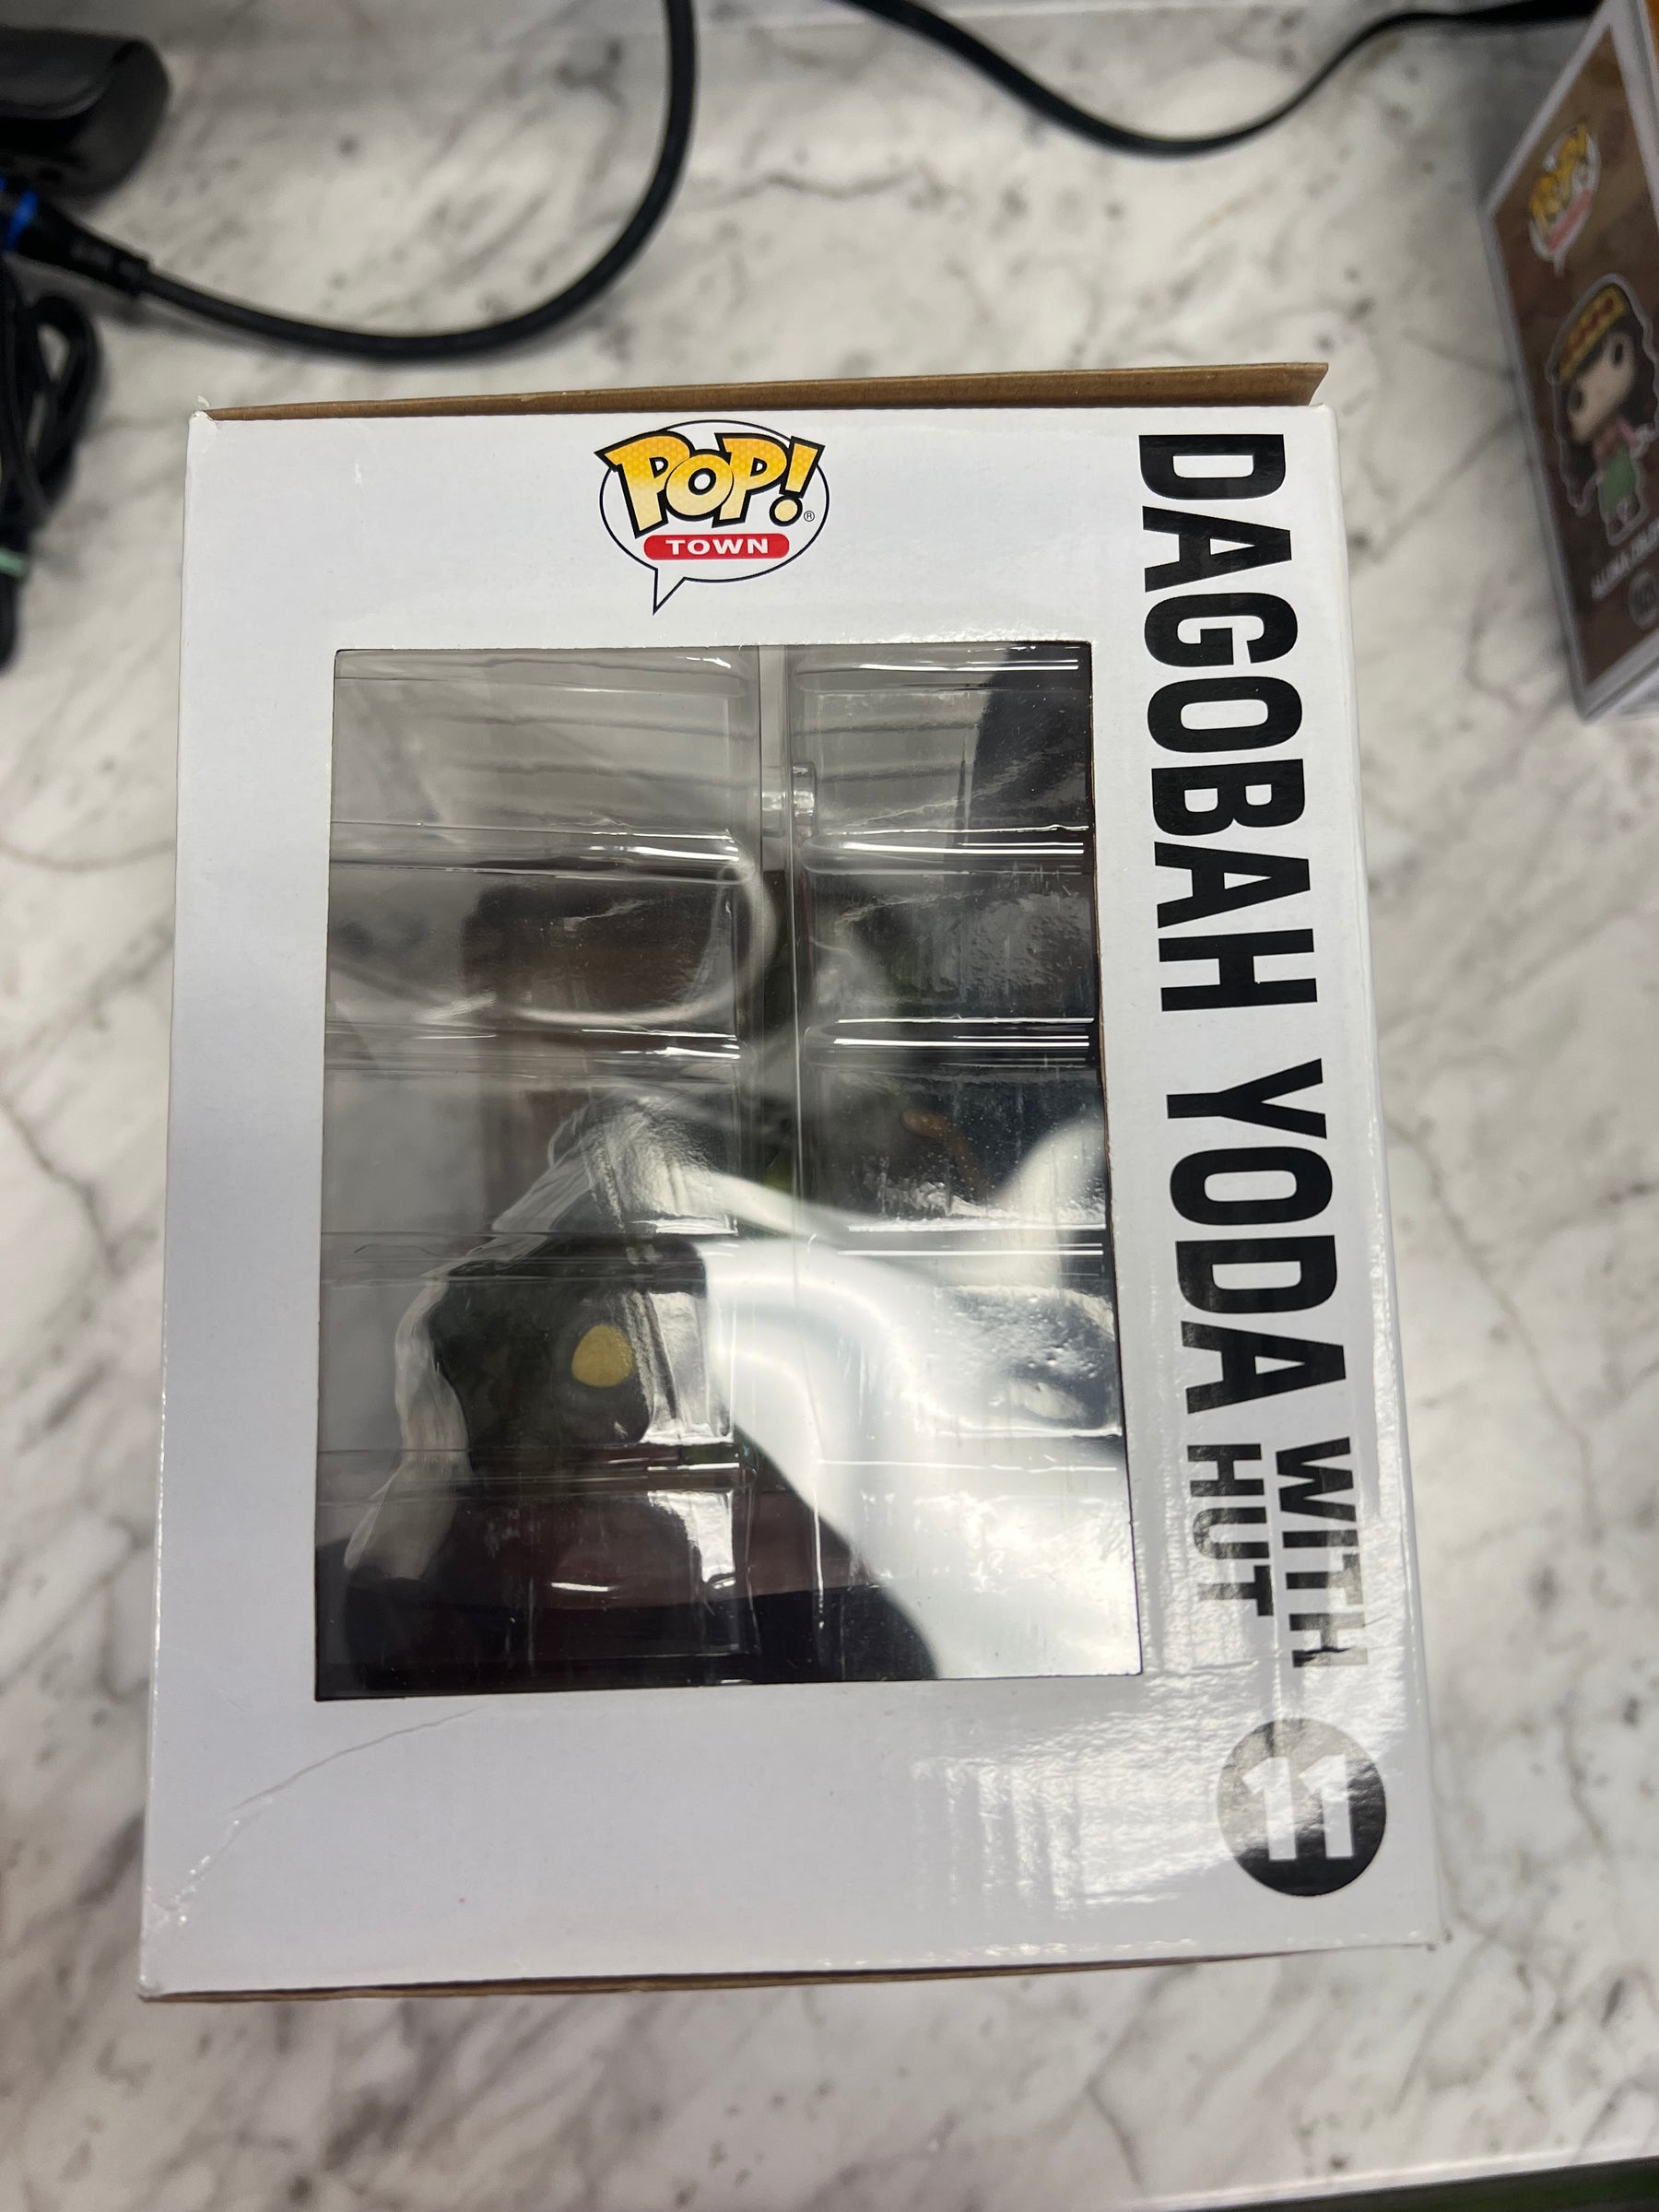 POP!
®
TOWN
DAGOBAH YODA WITH
HUT
11